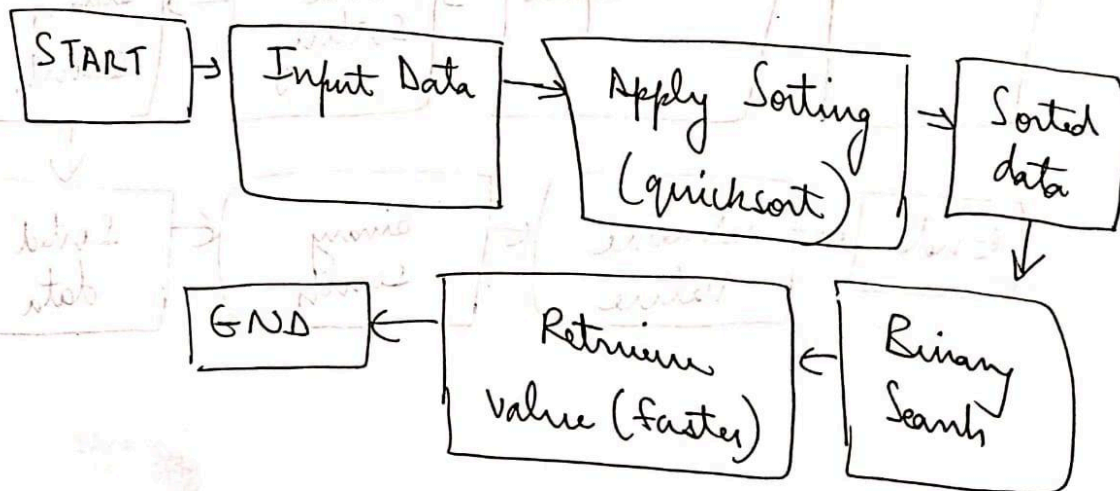 START
Input Data
Apply Sorting
(quicksort)
Sorted
data
Binary
Search
Retrieve
value (faster)
END